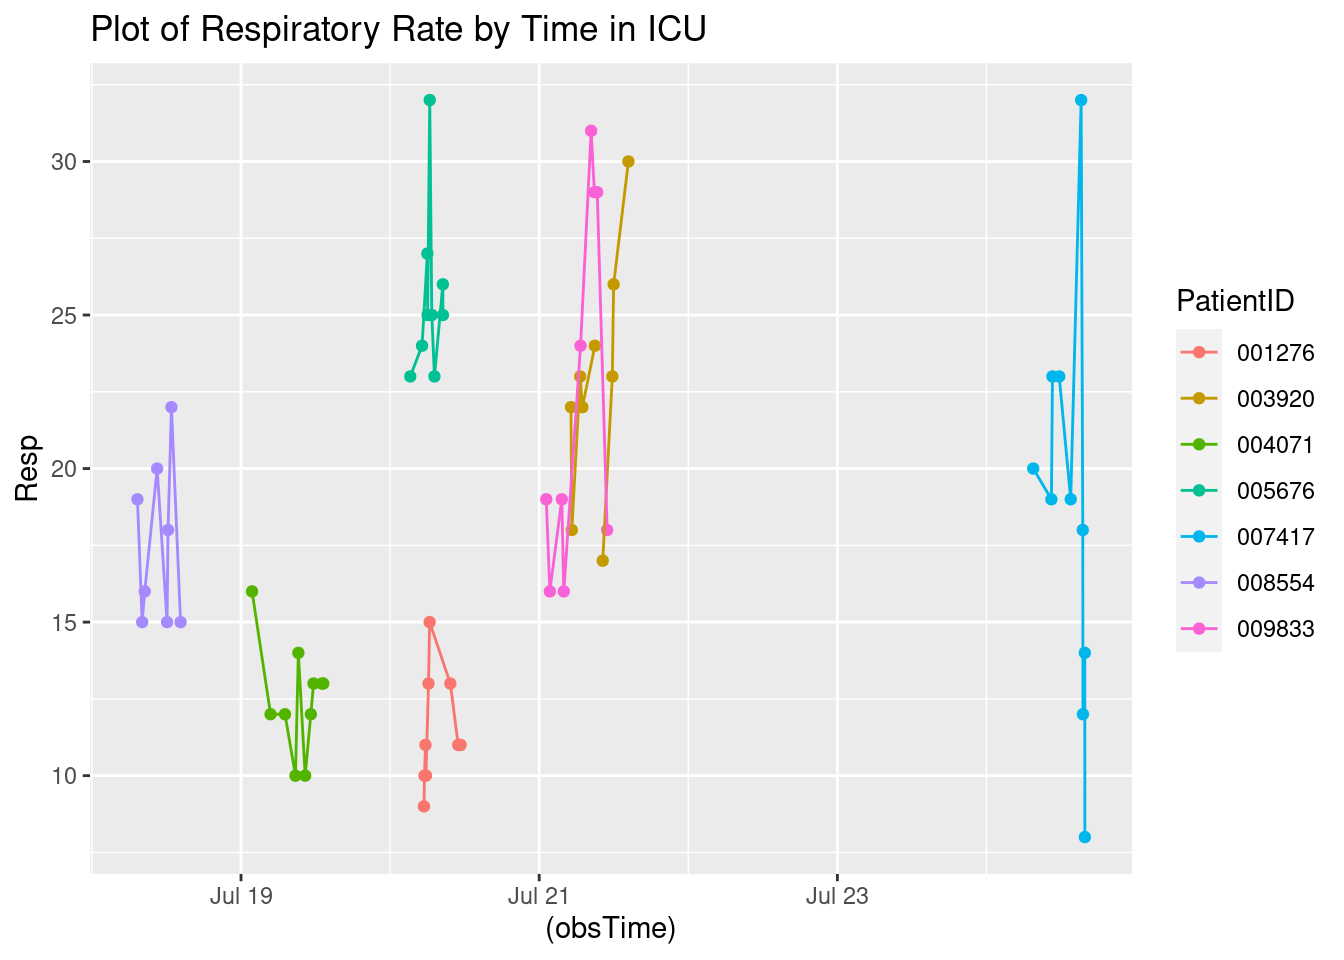 Plot of Respiratory Rate by Time in ICU
30
25
20
15
10
Resp
Jul 19
Jul 21
Jul 23
(obsTime)
PatientID
001276
003920
004071
005676
007417
008554
009833